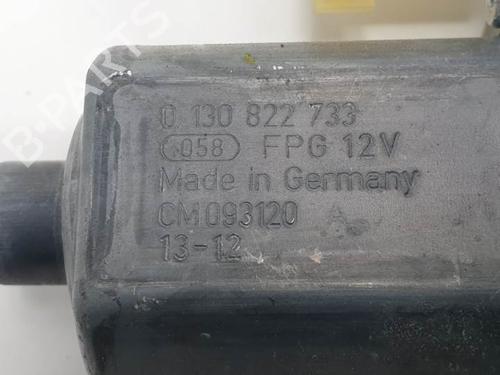 0 130 822 733
058 FPG 12V
Made in Germany
CM093120
13-12
B-PARTS